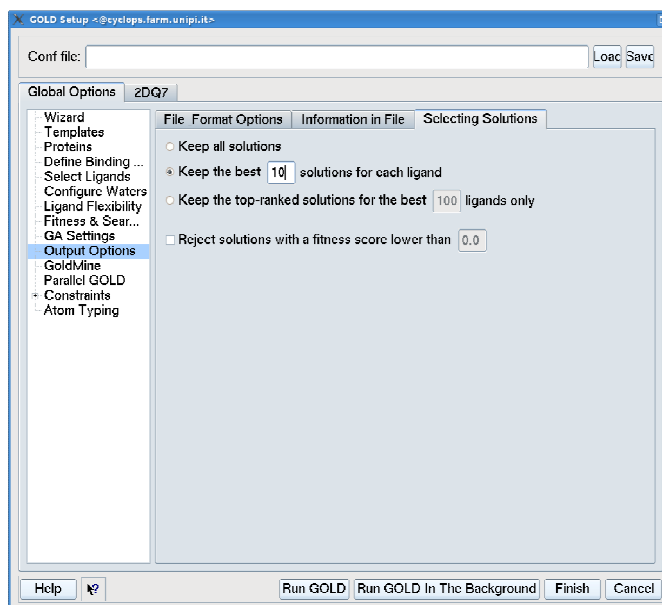 GOLD Setup <@cyclops.farm.unipi.it>
Conf file:
Load Save
Global Options 2DQ7
Wizard
Templates
Proteins
Define Binding ...
Select Ligands
Configure Waters
Ligand Flexibility
Fitness & Sear...
GA Settings
Output Options
GoldMine
Parallel GOLD
Constraints
Atom Typing
File Format Options Information in File Selecting Solutions
Keep all solutions
Keep the best 10 solutions for each ligand
Keep the top-ranked solutions for the best 100 ligands only
Reject solutions with a fitness score lower than 0.0
Help Run GOLD Run GOLD In The Background Finish Cancel